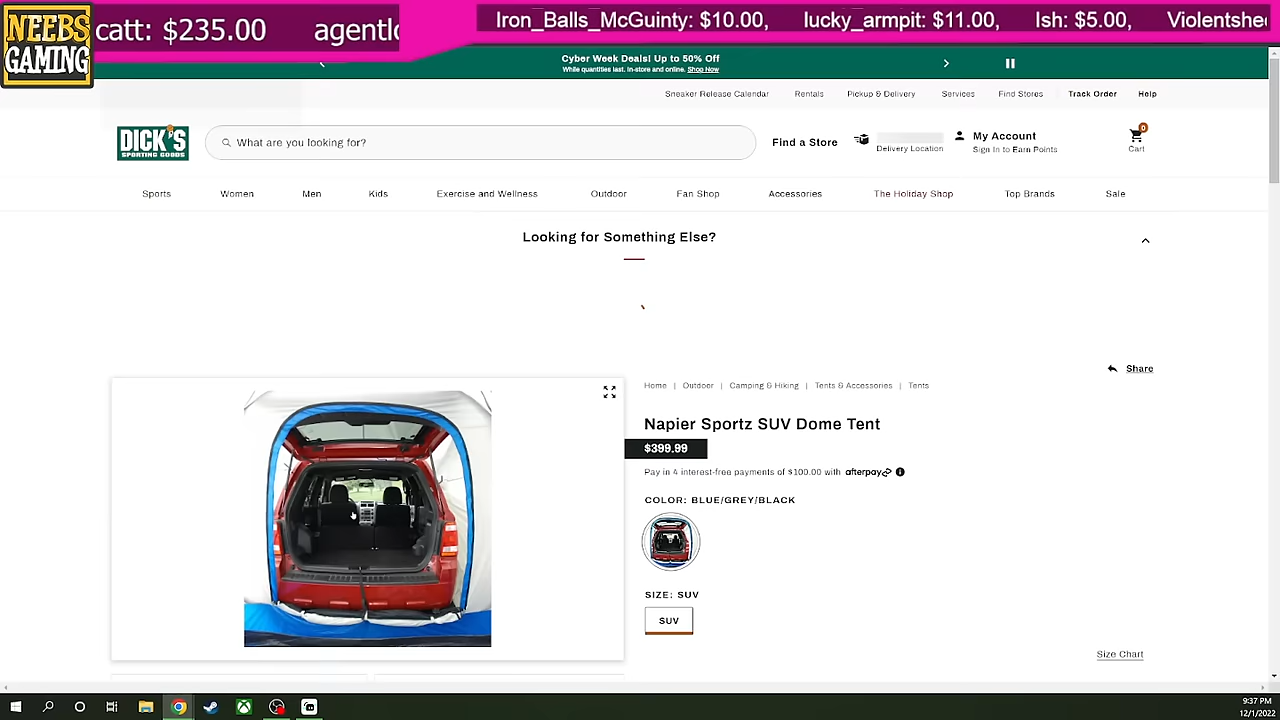 NEEBS
GAMING
catt: $235.00 agentlo
Iron_Balls_McGuinty: $10.00, lucky_armpit: $11.00, Ish: $5.00, Violentshe
Cyber Week Deals! Up to 50% Off
While quantities last. In-store and online. Shop Now
Sneaker Release Calendar Rentals Pickup & Delivery Services Find Stores Track Order Help
DICK'S
SPORTING GOODS
What are you looking for?
Find a Store
Delivery Location
My Account
Sign In to Earn Points
0
Cart
Sports Women Men Kids Exercise and Wellness Outdoor Fan Shop Accessories The Holiday Shop Top Brands Sale
Looking for Something Else?
Share
Home | Outdoor | Camping & Hiking | Tents & Accessories | Tents
Napier Sportz SUV Dome Tent
$399.99
Pay in 4 interest-free payments of $100.00 with afterpay
COLOR: BLUE/GREY/BLACK
SIZE: SUV
SUV
Size Chart
9:37 PM
12/1/2022